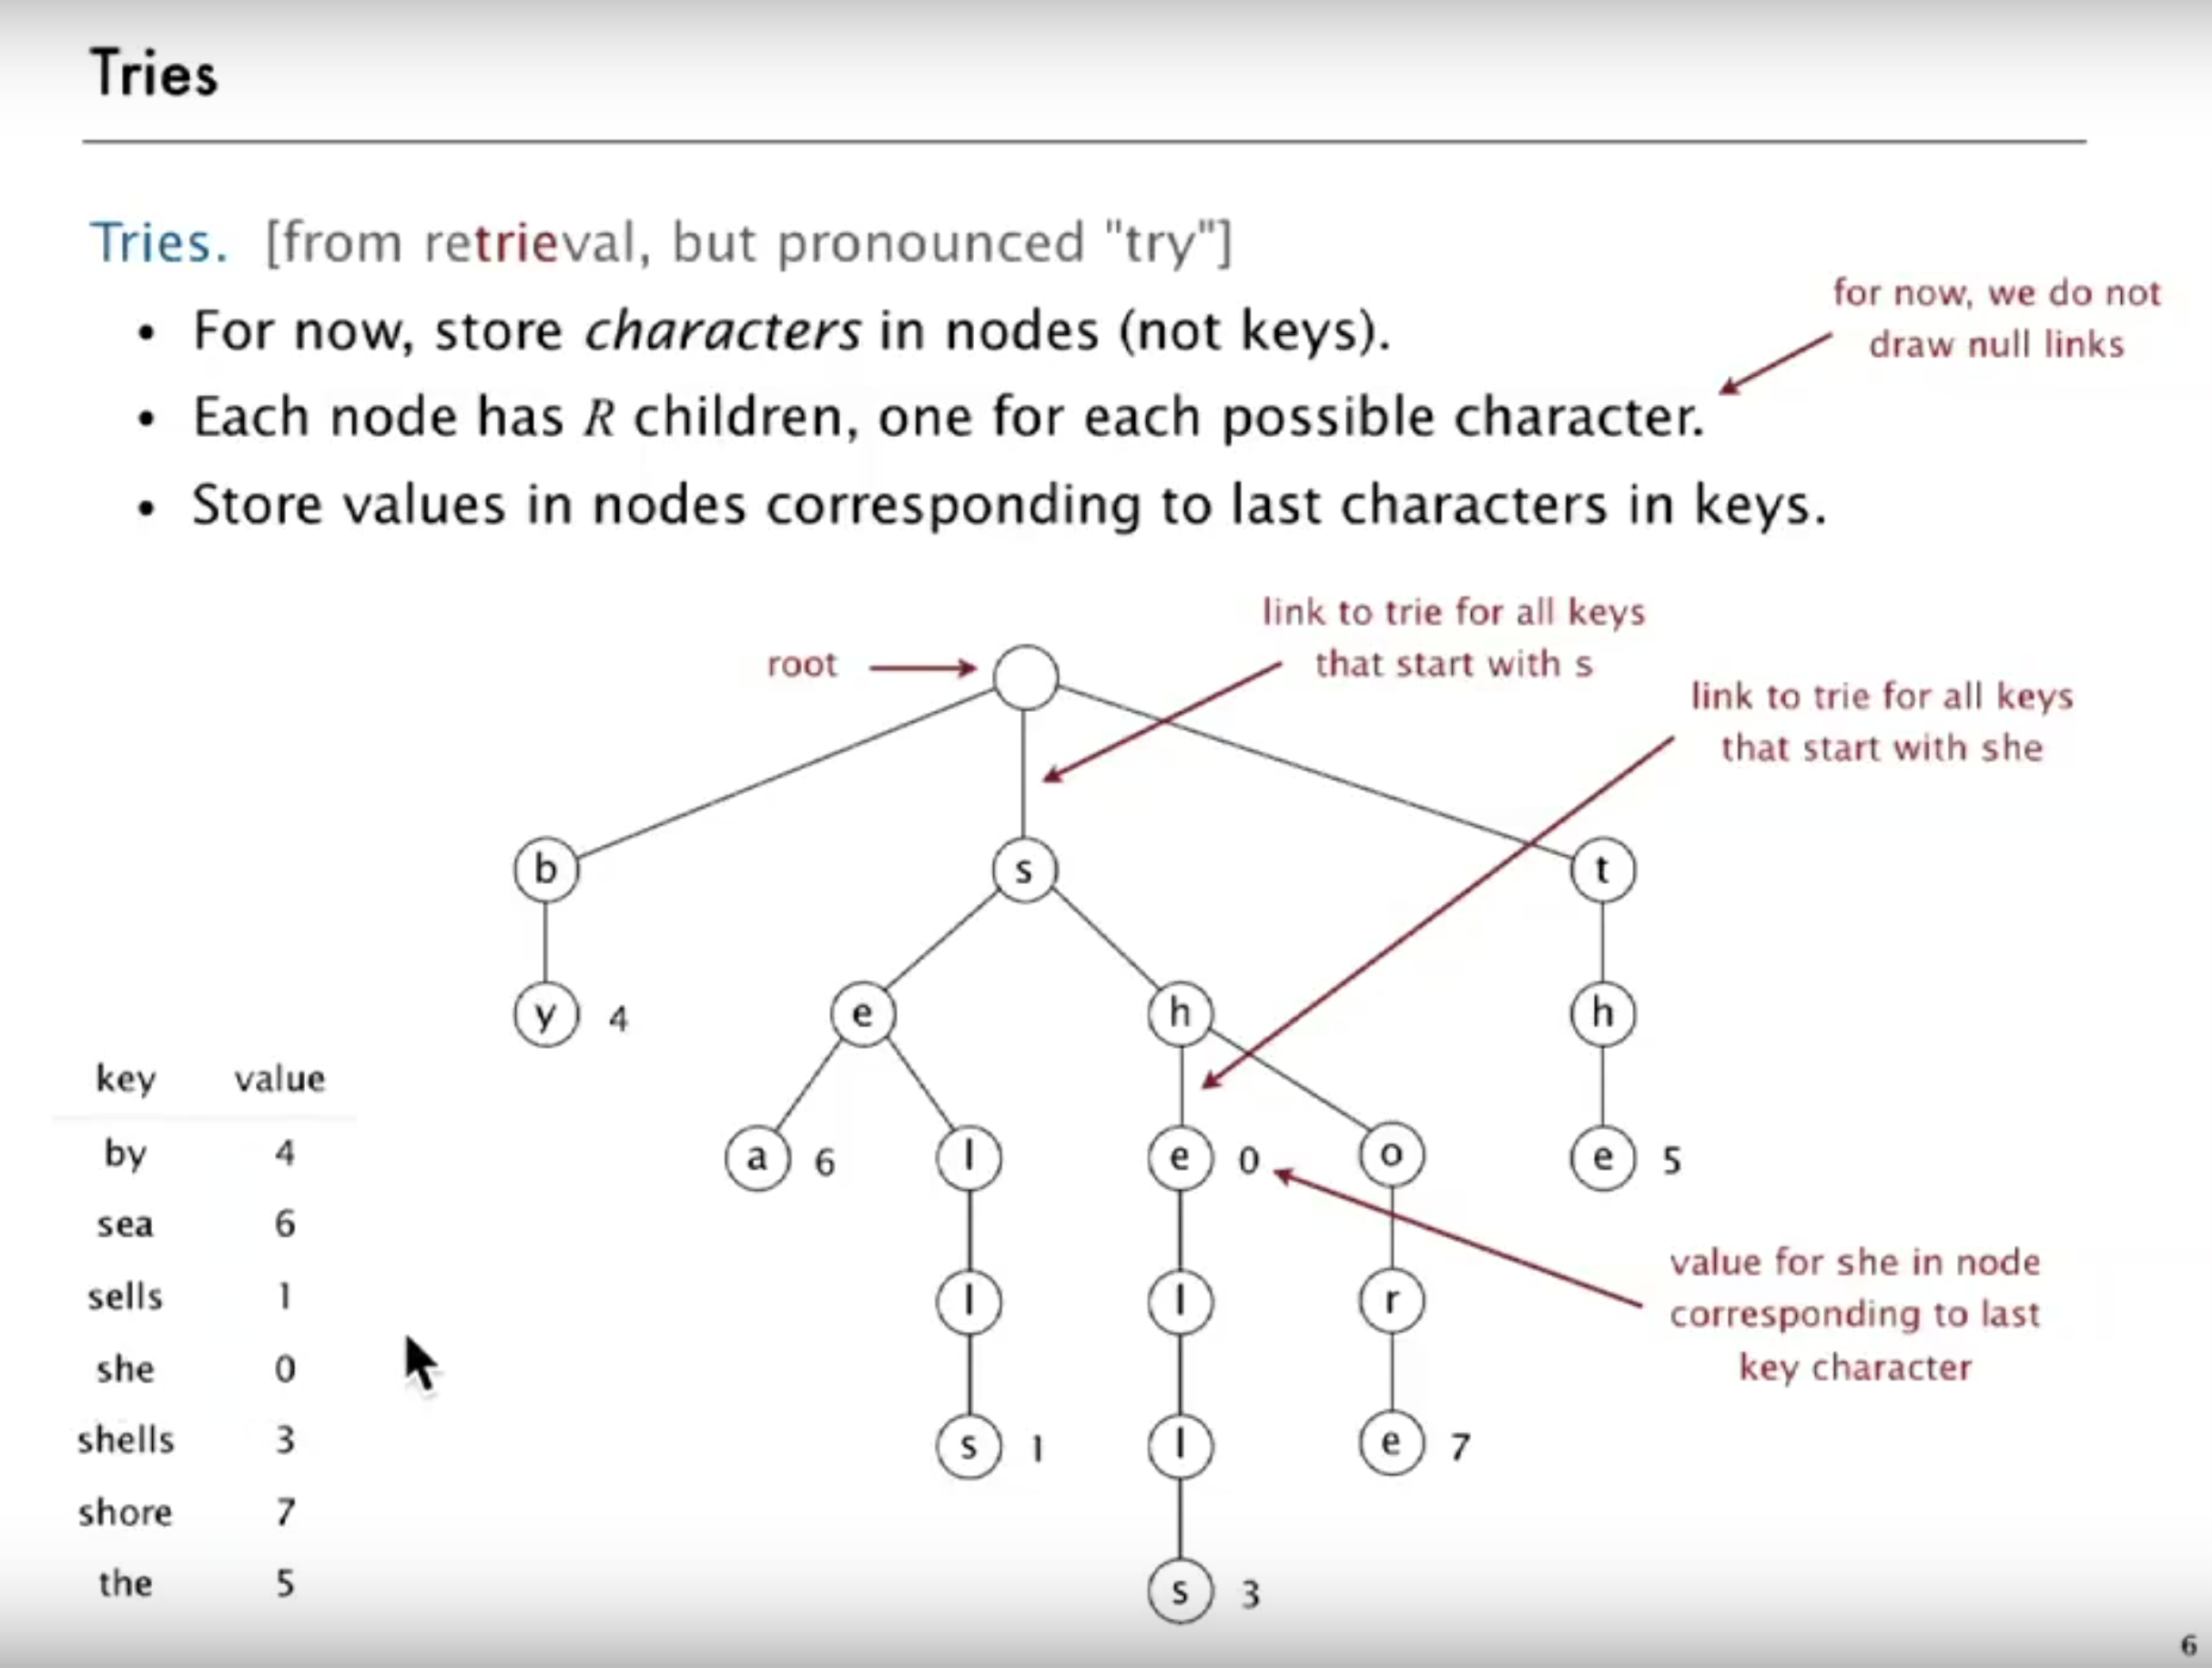 Tries
Tries. [from retrieval, but pronounced "try"]
• For now, store characters in nodes (not keys).
for now, we do not
draw null links
• Each node has R children, one for each possible character.
• Store values in nodes corresponding to last characters in keys.
link to trie for all keys
that start with s
root
link to trie for all keys
that start with she
b s t
y 4 e h h
a 6 l e 0 o e 5
l l r
s 1 l e 7
s 3
value for she in node
corresponding to last
key character
key value
by 4
sea 6
sells 1
she 0
shells 3
shore 7
the 5
6